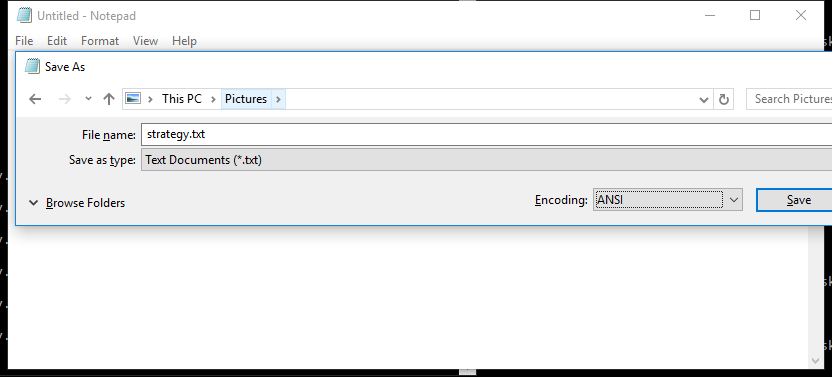 Untitled - Notepad
File Edit Format View Help
Save As
This PC Pictures
Search Pictures
File name: strategy.txt
Save as type: Text Documents (*.txt)
Browse Folders
Encoding: ANSI
Save